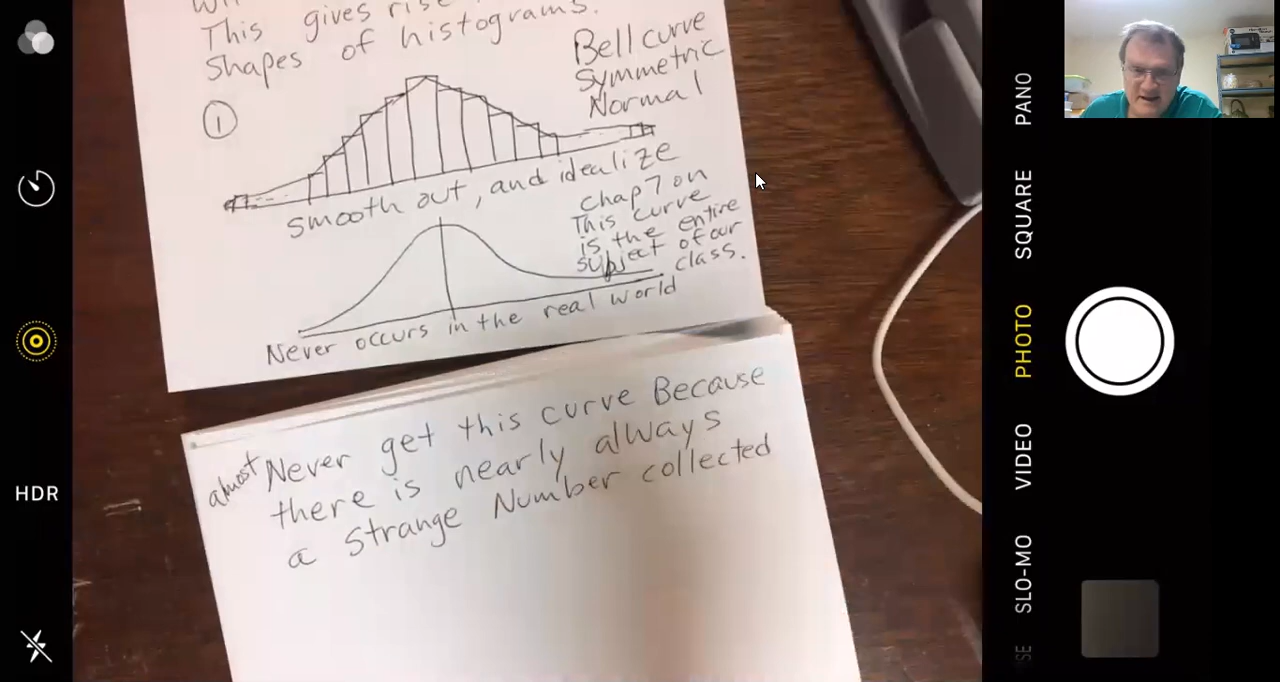 This gives rise
Shapes of histograms.
Bell curve
Symmetric
Normal
1
smooth out, and idealize
chap 7 on
This curve
is the entire
subject of our
class.
Never occurs in the real world
almost Never get this curve Because
there is nearly always
a Strange Number collected
HDR
PANO
SQUARE
PHOTO
VIDEO
SLO-MO
SE